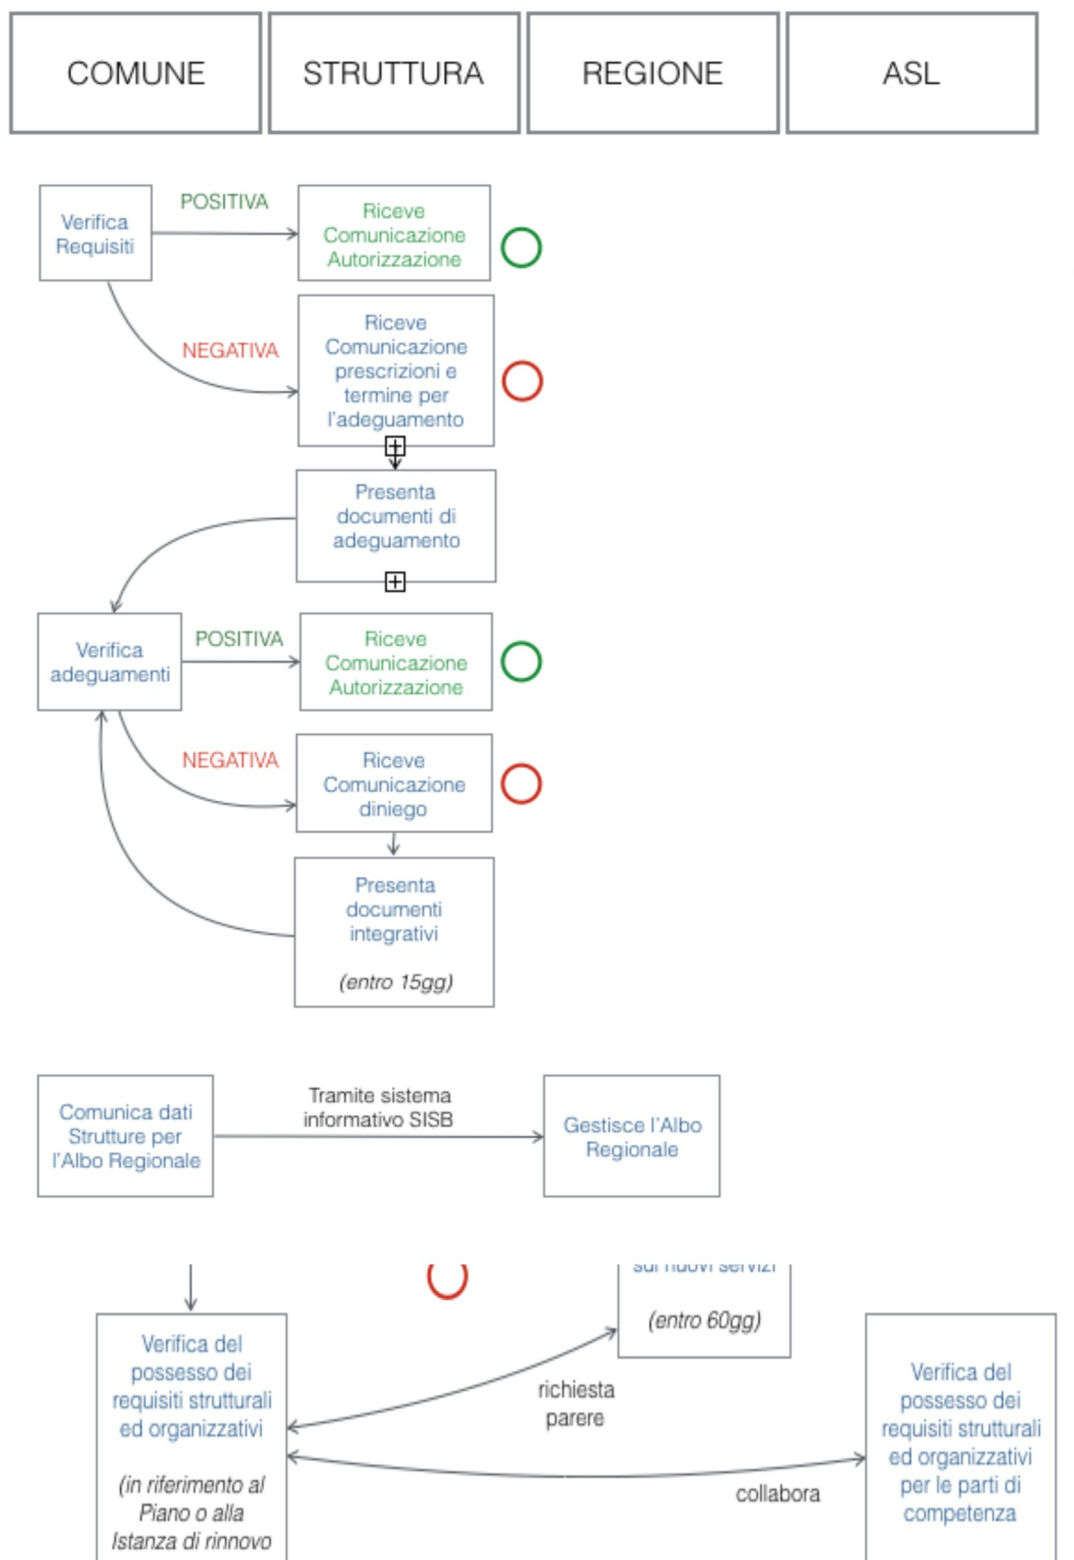 COMUNE
STRUTTURA
REGIONE
ASL
Verifica
Requisiti
POSITIVA
Riceve
Comunicazione
Autorizzazione
NEGATIVA
Riceve
Comunicazione
prescrizioni e
termine per
l'adeguamento
Presenta
documenti di
adeguamento
Verifica
adeguamenti
POSITIVA
Riceve
Comunicazione
Autorizzazione
NEGATIVA
Riceve
Comunicazione
diniego
Presenta
documenti
integrativi
(entro 15gg)
Comunica dati
Strutture per
l'Albo Regionale
Tramite sistema
informativo SISB
Gestisce l'Albo
Regionale
sui nuovi servizi
(entro 60gg)
Verifica del
possesso dei
requisiti strutturali
ed organizzativi
(in riferimento al
Piano o alla
Istanza di rinnovo
richiesta
parere
collabora
Verifica del
possesso dei
requisiti strutturali
ed organizzativi
per le parti di
competenza